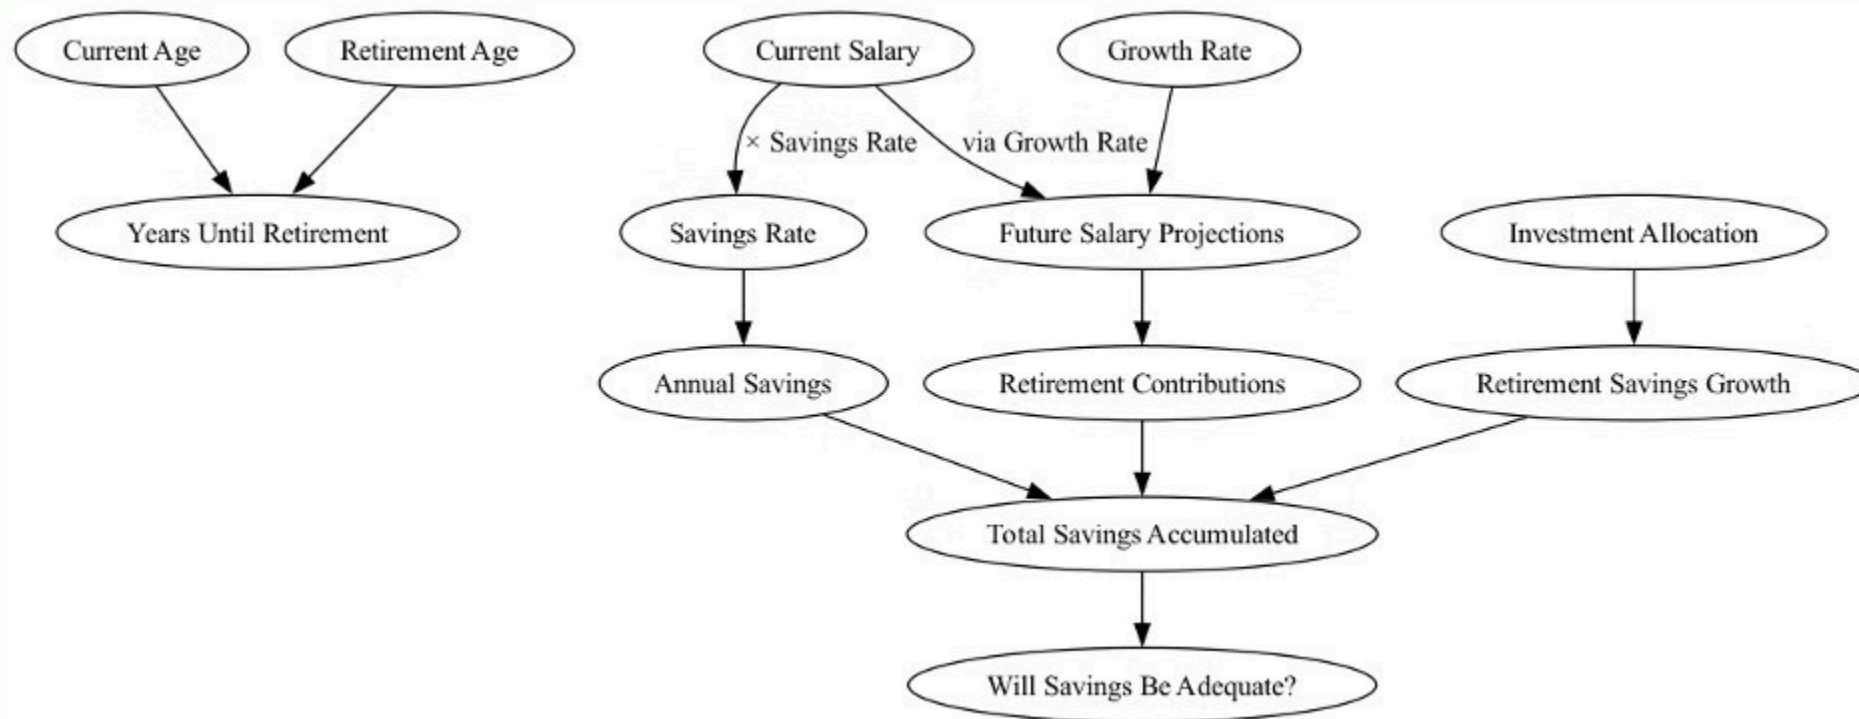 Current Age
Retirement Age
Current Salary
Growth Rate
× Savings Rate
via Growth Rate
Years Until Retirement
Savings Rate
Future Salary Projections
Investment Allocation
Annual Savings
Retirement Contributions
Retirement Savings Growth
Total Savings Accumulated
Will Savings Be Adequate?